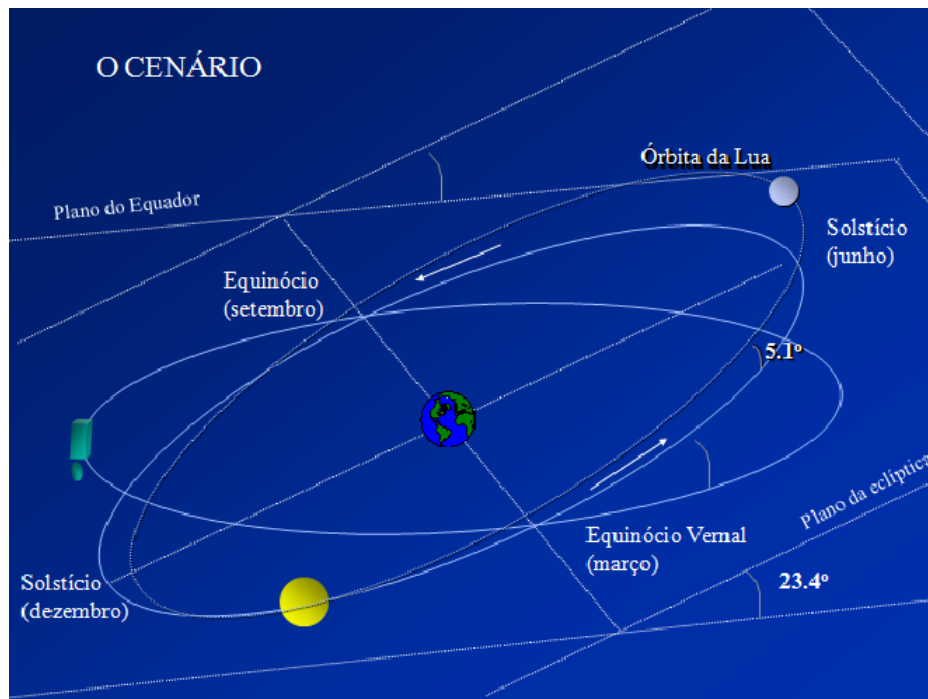 O CENÁRIO
Órbita da Lua
Plano do Equador
Solstício
(junho)
Equinócio
(setembro)
5.1º
Plano da eclíptica
Equinócio Vernal
(março)
Solstício
(dezembro)
23.4º